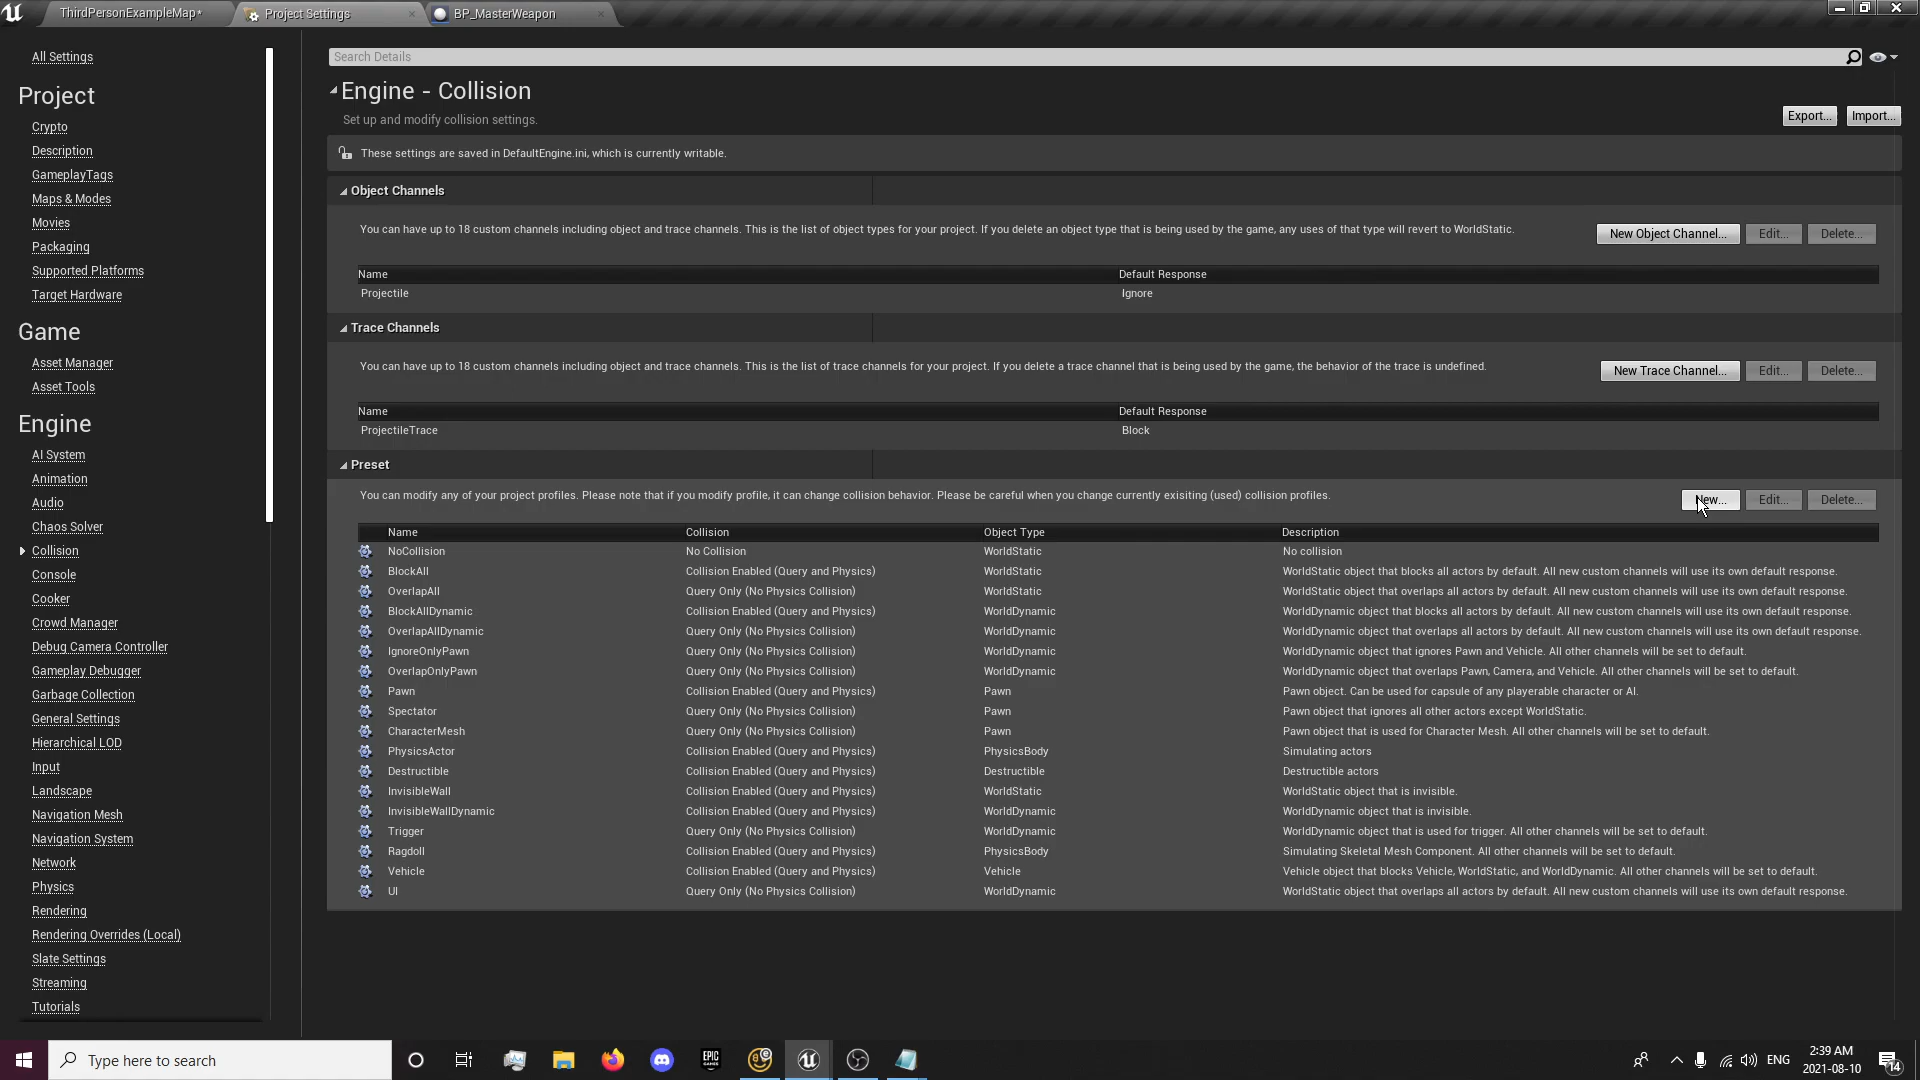 ThirdPersonExampleMap*
Project Settings
BP_MasterWeapon
All Settings
Project
Crypto
Description
GameplayTags
Maps & Modes
Movies
Packaging
Supported Platforms
Target Hardware
Game
Asset Manager
Asset Tools
Engine
AI System
Animation
Audio
Chaos Solver
Collision
Console
Cooker
Crowd Manager
Debug Camera Controller
Gameplay Debugger
Garbage Collection
General Settings
Hierarchical LOD
Input
Landscape
Navigation Mesh
Navigation System
Network
Physics
Rendering
Rendering Overrides (Local)
Slate Settings
Streaming
Tutorials
Search Details
Engine - Collision
Set up and modify collision settings.
Export... Import...
These settings are saved in DefaultEngine.ini, which is currently writable.
Object Channels
You can have up to 18 custom channels including object and trace channels. This is the list of object types for your project. If you delete an object type that is being used by the game, any uses of that type will revert to WorldStatic.
New Object Channel... Edit... Delete...
Name Default Response
Projectile Ignore
Trace Channels
You can have up to 18 custom channels including object and trace channels. This is the list of trace channels for your project. If you delete a trace channel that is being used by the game, the behavior of the trace is undefined.
New Trace Channel... Edit... Delete...
Name Default Response
ProjectileTrace Block
Preset
You can modify any of your project profiles. Please note that if you modify profile, it can change collision behavior. Please be careful when you change currently exisiting (used) collision profiles.
New... Edit... Delete...
Name Collision Object Type Description
NoCollision No Collision WorldStatic No collision
BlockAll Collision Enabled (Query and Physics) WorldStatic WorldStatic object that blocks all actors by default. All new custom channels will use its own default response.
OverlapAll Query Only (No Physics Collision) WorldStatic WorldStatic object that overlaps all actors by default. All new custom channels will use its own default response.
BlockAllDynamic Collision Enabled (Query and Physics) WorldDynamic WorldDynamic object that blocks all actors by default. All new custom channels will use its own default response.
OverlapAllDynamic Query Only (No Physics Collision) WorldDynamic WorldDynamic object that overlaps all actors by default. All new custom channels will use its own default response.
IgnoreOnlyPawn Query Only (No Physics Collision) WorldDynamic WorldDynamic object that ignores Pawn and Vehicle. All other channels will be set to default.
OverlapOnlyPawn Query Only (No Physics Collision) WorldDynamic WorldDynamic object that overlaps Pawn, Camera, and Vehicle. All other channels will be set to default.
Pawn Collision Enabled (Query and Physics) Pawn Pawn object. Can be used for capsule of any playerable character or AI.
Spectator Query Only (No Physics Collision) Pawn Pawn object that ignores all other actors except WorldStatic.
CharacterMesh Query Only (No Physics Collision) Pawn Pawn object that is used for Character Mesh. All other channels will be set to default.
PhysicsActor Collision Enabled (Query and Physics) PhysicsBody Simulating actors
Destructible Collision Enabled (Query and Physics) Destructible Destructible actors
InvisibleWall Collision Enabled (Query and Physics) WorldStatic WorldStatic object that is invisible.
InvisibleWallDynamic Collision Enabled (Query and Physics) WorldDynamic WorldDynamic object that is invisible.
Trigger Query Only (No Physics Collision) WorldDynamic WorldDynamic object that is used for trigger. All other channels will be set to default.
Ragdoll Collision Enabled (Query and Physics) PhysicsBody Simulating Skeletal Mesh Component. All other channels will be set to default.
Vehicle Collision Enabled (Query and Physics) Vehicle Vehicle object that blocks Vehicle, WorldStatic, and WorldDynamic. All other channels will be set to default.
UI Query Only (No Physics Collision) WorldDynamic WorldStatic object that overlaps all actors by default. All new custom channels will use its own default response.
Type here to search
EPIC GAMES
ENG
2:39 AM
2021-08-10
14